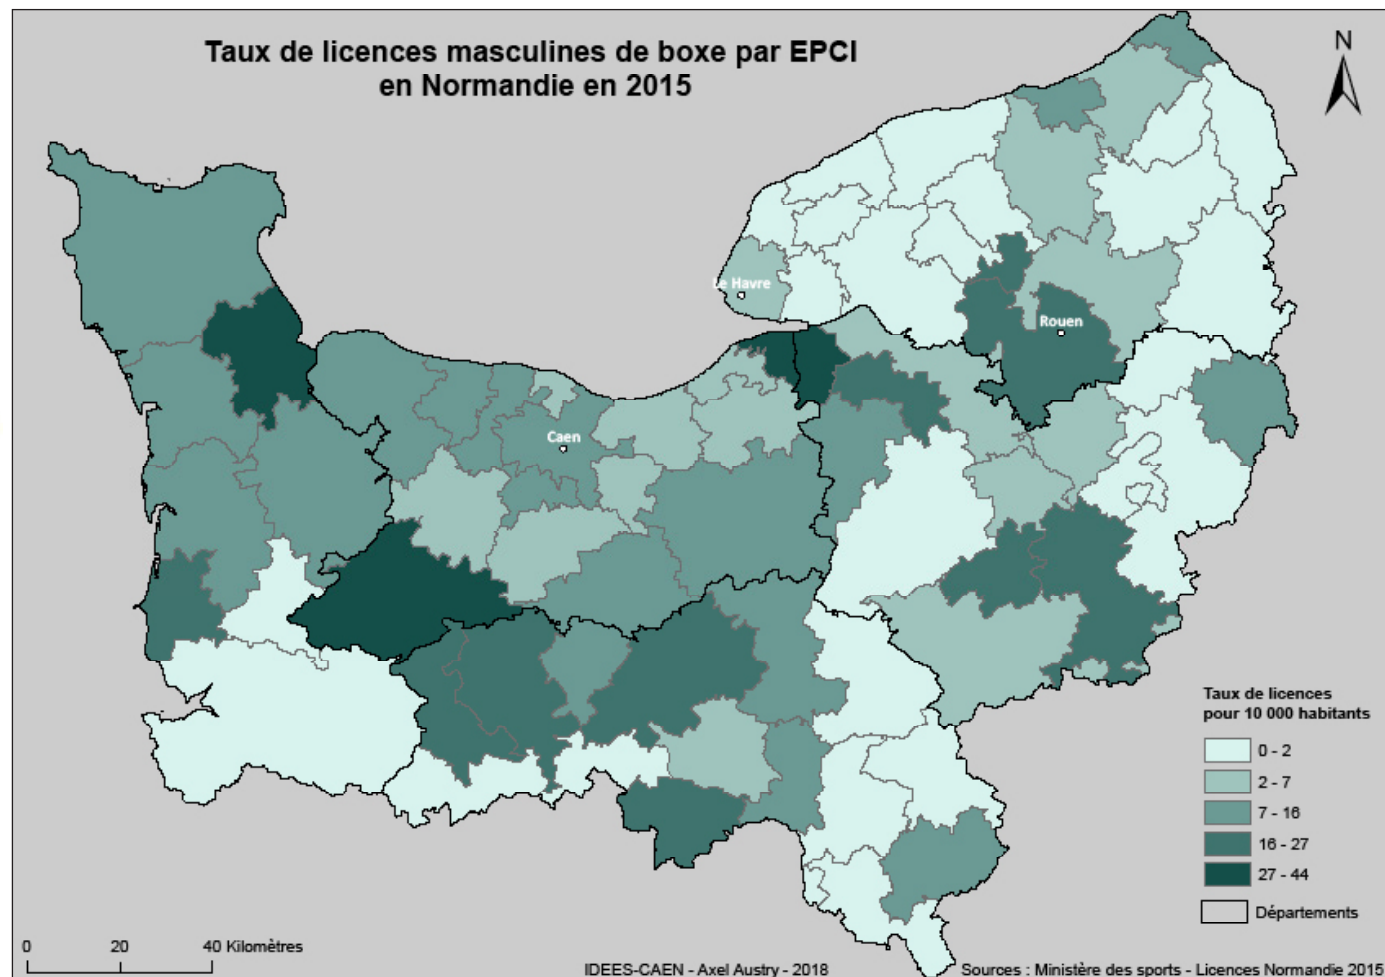 Taux de licences masculines de boxe par EPCI
en Normandie en 2015
N
Le Havre
Rouen
Caen
Taux de licences
pour 10 000 habitants
0 - 2
2 - 7
7 - 16
16 - 27
27 - 44
Départements
0 20 40 Kilomètres
IDEES-CAEN - Axel Austry - 2018
Sources : Ministère des sports - Licences Normandie 2015